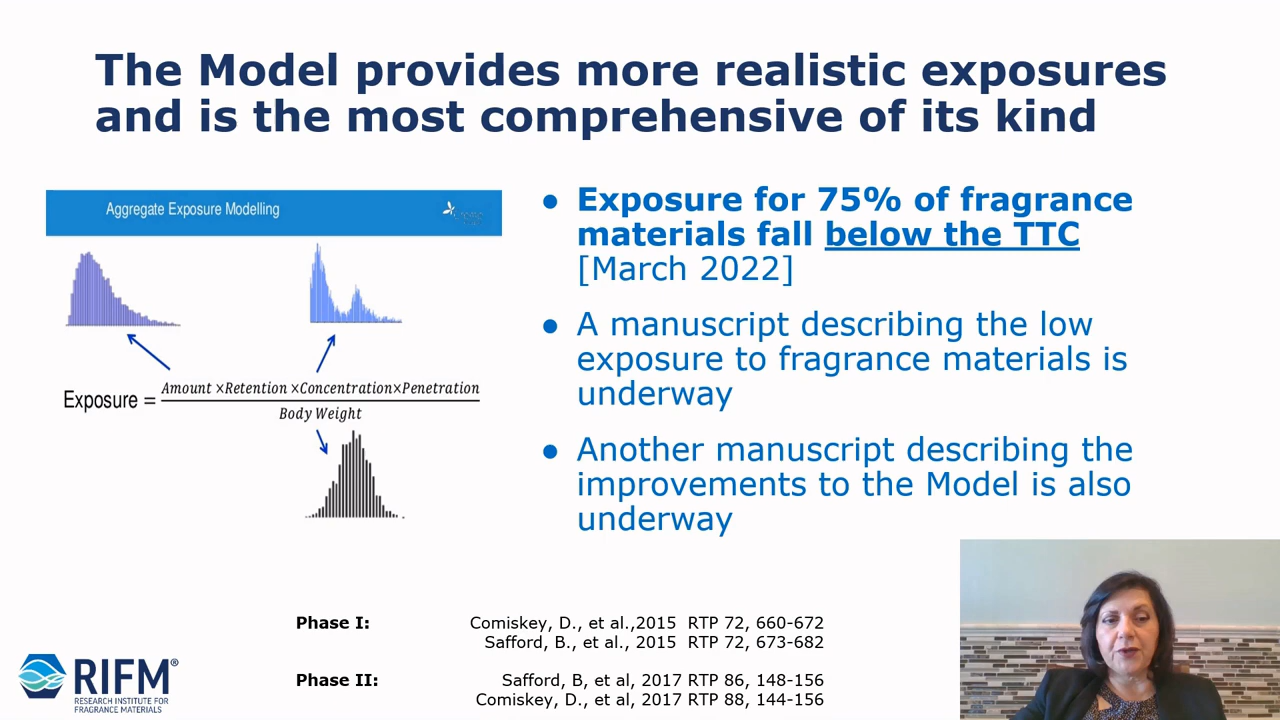 The Model provides more realistic exposures
and is the most comprehensive of its kind
Aggregate Exposure Modelling
Exposure = Amount ×Retention ×Concentration×Penetration
Body Weight
● Exposure for 75% of fragrance
materials fall below the TTC
[March 2022]
● A manuscript describing the low
exposure to fragrance materials is
underway
● Another manuscript describing the
improvements to the Model is also
underway
Phase I: Comiskey, D., et al.,2015 RTP 72, 660-672
Safford, B., et al., 2015 RTP 72, 673-682
Phase II: Safford, B, et al, 2017 RTP 86, 148-156
Comiskey, D., et al, 2017 RTP 88, 144-156
RIFM®
RESEARCH INSTITUTE FOR
FRAGRANCE MATERIALS